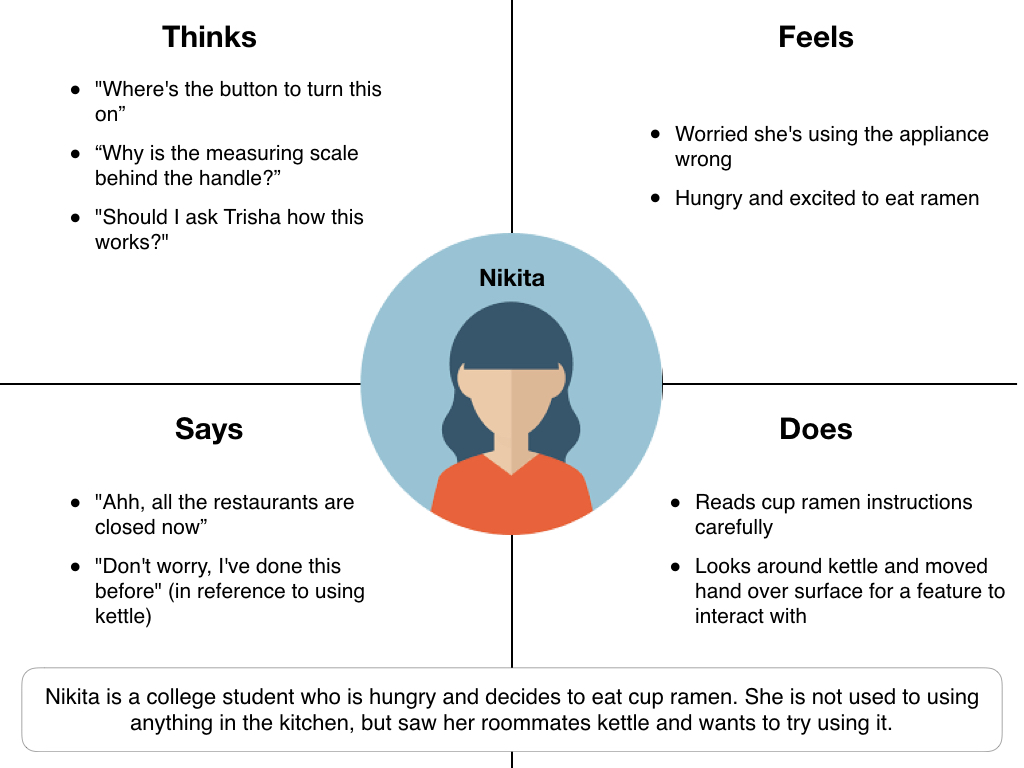 Thinks
● "Where's the button to turn this
on”
● “Why is the measuring scale
behind the handle?”
● "Should I ask Trisha how this
works?"
Feels
● Worried she's using the appliance
wrong
● Hungry and excited to eat ramen
Nikita
Says
● "Ahh, all the restaurants are
closed now”
● "Don't worry, I've done this
before" (in reference to using
kettle)
Does
● Reads cup ramen instructions
carefully
● Looks around kettle and moved
hand over surface for a feature to
interact with
Nikita is a college student who is hungry and decides to eat cup ramen. She is not used to using
anything in the kitchen, but saw her roommates kettle and wants to try using it.